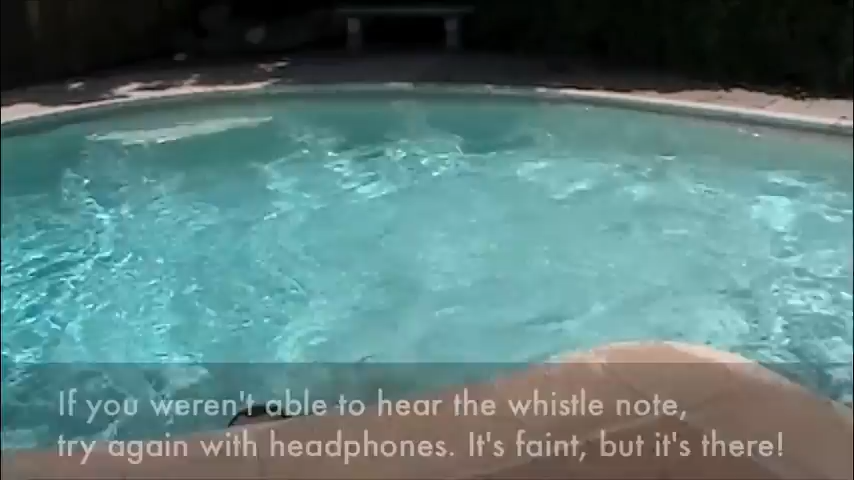 If you weren't able to hear the whistle note,
try again with headphones. It's faint, but it's there!